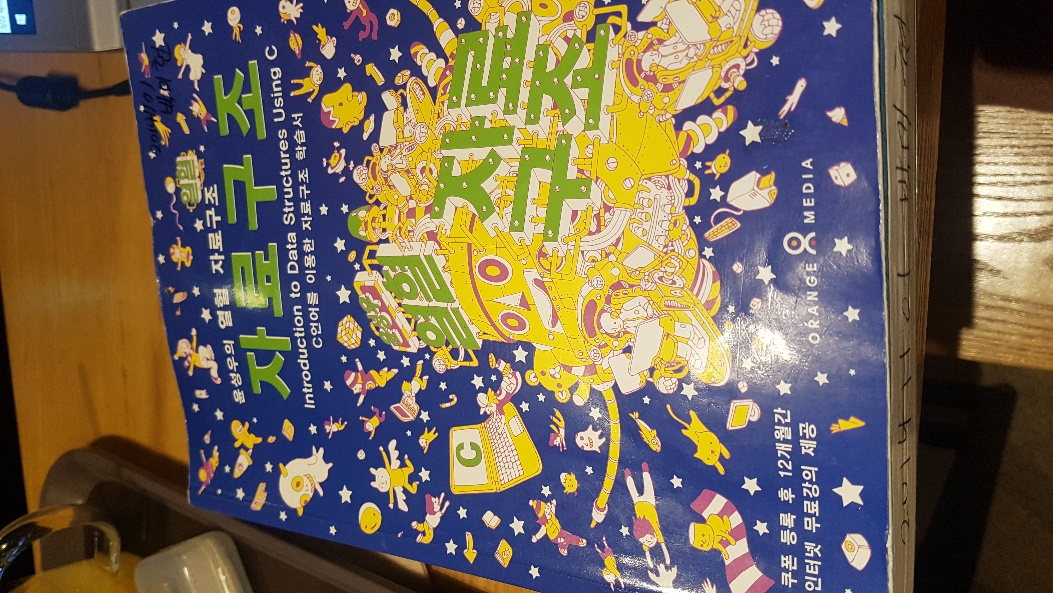 윤성우의 열혈 자료구조
열혈
자료구조
Introduction to Data Structures Using C
C언어를 이용한 자료구조 학습서
윤성우
열혈
자료
구조
C
쿠폰 등록 후 12개월간
인터넷 무료강의 제공
ORANGE MEDIA